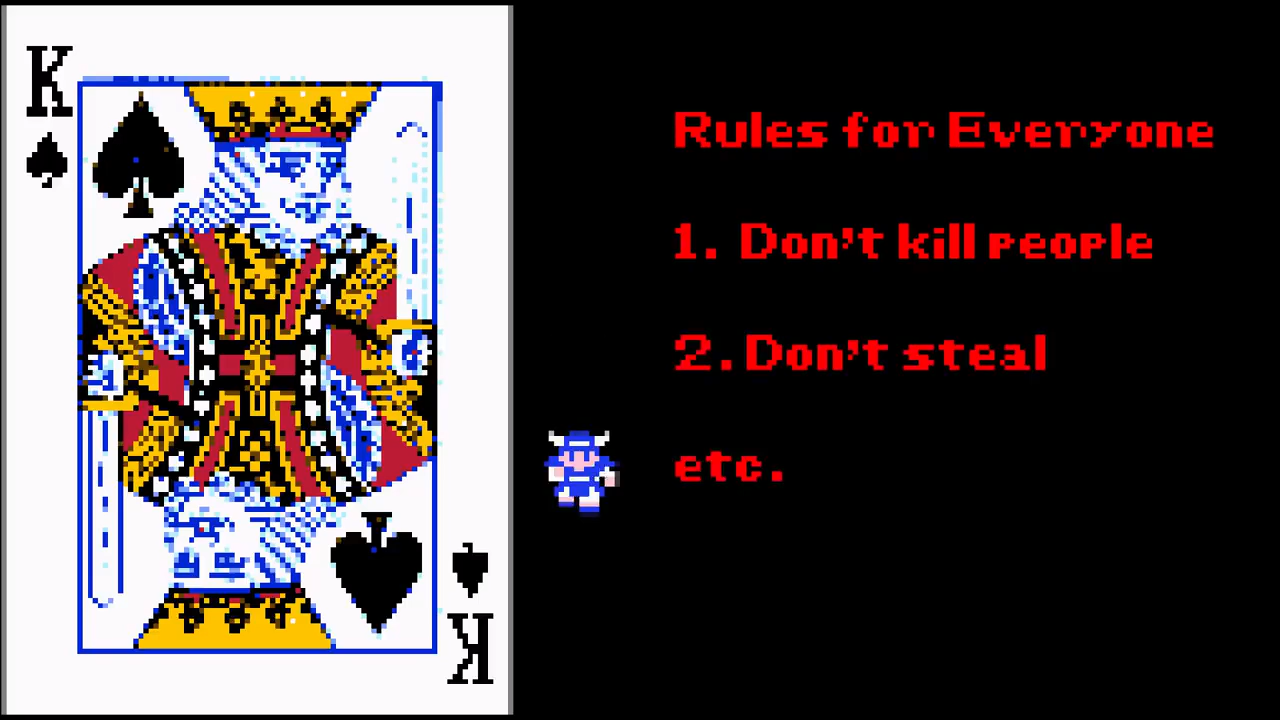 K
Rules for Everyone
1. Don't kill people
2. Don't steal
etc.
K